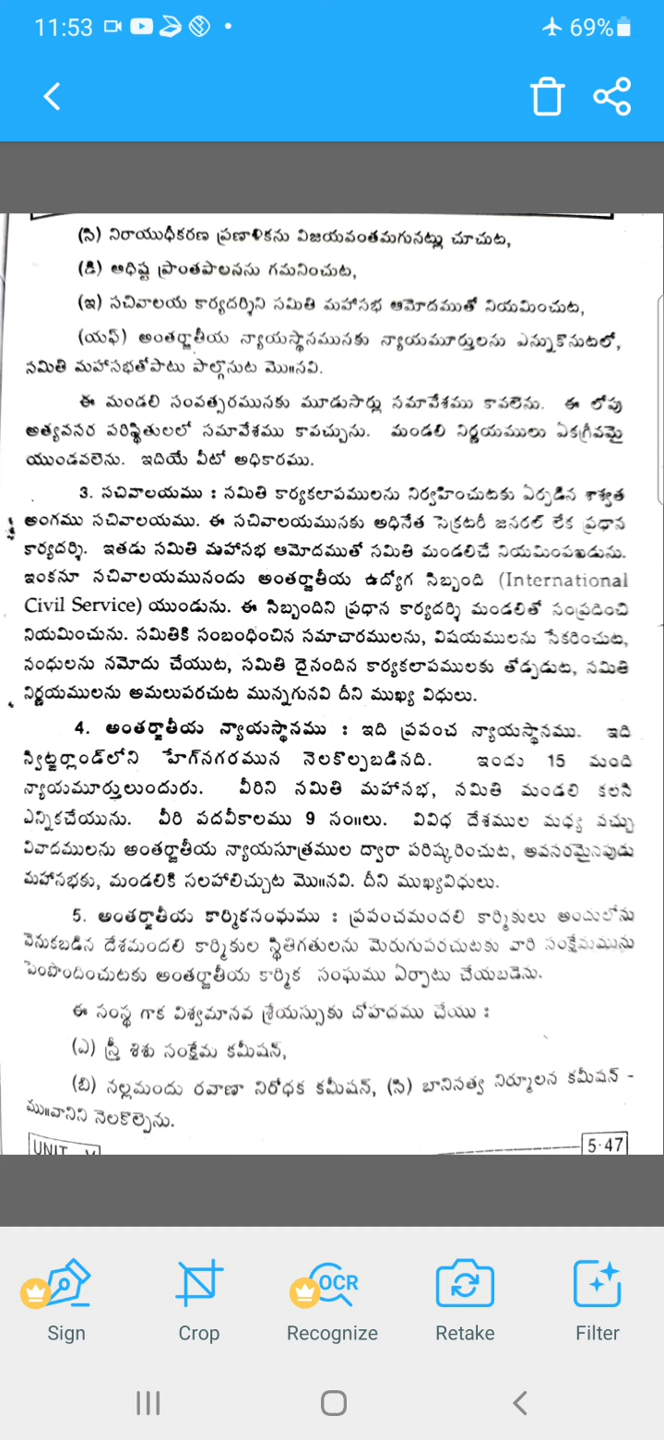 11:53
69%
(సి) నిరాయుధీకరణ ప్రణాళికను విజయవంతమగునట్లు చూచుట,
(డి) అధిష్ట ప్రాంతపాలనను గమనించుట,
(ఇ) సచివాలయ కార్యదర్శిని సమితి మహాసభ ఆమోదముతో నియమించుట,
(యఫ్) అంతర్జాతీయ న్యాయస్థానమునకు న్యాయమూర్తులను ఎన్నుకొనుటలో,
సమితి మహాసభతోపాటు పాల్గొనుట మొ॥నవి.
ఈ మండలి సంవత్సరమునకు మూడుసార్లు సమావేశము కావలెను. ఈ లోపు
అత్యవసర పరిస్థితులలో సమావేశము కావచ్చును. మండలి నిర్ణయములు ఏకగ్రీవమై
యుండవలెను. ఇదియే వీటో అధికారము.
3. సచివాలయము : సమితి కార్యకలాపములను నిర్వహించుటకు ఏర్పడిన శాశ్వత
అంగము సచివాలయము. ఈ సచివాలయమునకు అధినేత సెక్రటరీ జనరల్ లేక ప్రధాన
కార్యదర్శి. ఇతడు సమితి మహాసభ ఆమోదముతో సమితి మండలిచే నియమింపఖడును.
ఇంకనూ సచివాలయమునందు అంతర్జాతీయ ఉద్యోగ సిబ్బంది (International
Civil Service) యుండును. ఈ సిబ్బందిని ప్రధాన కార్యదర్శి మండలితో సంప్రదించి
నియమించును. సమితికి సంబంధించిన సమాచారములను, విషయములను సేకరించుట,
సంధులను నమోదు చేయుట, సమితి దైనందిన కార్యకలాపములకు తోడ్పడుట, సమితి
నిర్ణయములను అమలుపరచుట మున్నగునవి దీని ముఖ్య విధులు.
4. అంతర్జాతీయ న్యాయస్థానము : ఇది ప్రపంచ న్యాయస్థానము. ఇది
స్విట్జర్లాండ్‌లోని హేగ్‌నగరమున నెలకొల్పబడినది. ఇందు 15 మంది
న్యాయమూర్తులుందురు. వీరిని సమితి మహాసభ, సమితి మండలి కలసి
ఎన్నికచేయును. వీరి పదవీకాలము 9 సం॥లు. వివిధ దేశముల మధ్య వచ్చు
వివాదములను అంతర్జాతీయ న్యాయసూత్రముల ద్వారా పరిష్కరించుట, అవసరమైనపుడు
మహాసభకు, మండలికి సలహాలిచ్చుట మొ॥నవి. దీని ముఖ్యవిధులు.
5. అంతర్జాతీయ కార్మికసంఘము : ప్రపంచమందలి కార్మికులు అందులోను
వెనుకబడిన దేశమందలి కార్మికుల స్థితిగతులను మెరుగుపరచుటకు వారి సంక్షేమమును
పెంపొందించుటకు అంతర్జాతీయ కార్మిక సంఘము ఏర్పాటు చేయబడెను.
ఈ సంస్థ గాక విశ్వమానవ శ్రేయస్సుకు దోహదము చేయు :
(ఎ) స్త్రీ శిశు సంక్షేమ కమీషన్,
(బి) నల్లమందు రవాణా నిరోధక కమీషన్, (సి) బానిసత్వ నిర్మూలన కమీషన్ -
ము॥వానిని నెలకొల్పెను.
UNIT
5·47
Sign
Crop
OCR
Recognize
Retake
Filter